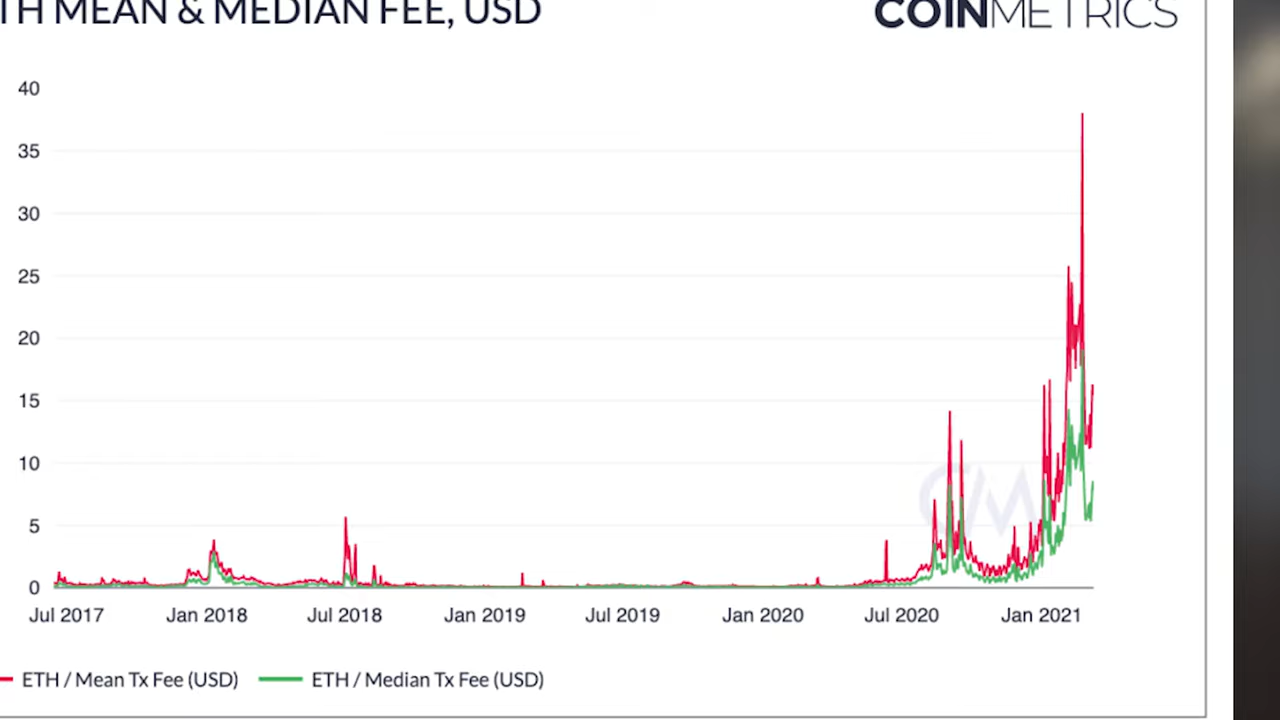 TH MEAN & MEDIAN FEE, USD
COINMETRICS
40
35
30
25
20
15
10
5
0
Jul 2017 Jan 2018 Jul 2018 Jan 2019 Jul 2019 Jan 2020 Jul 2020 Jan 2021
CM
ETH / Mean Tx Fee (USD) ETH / Median Tx Fee (USD)